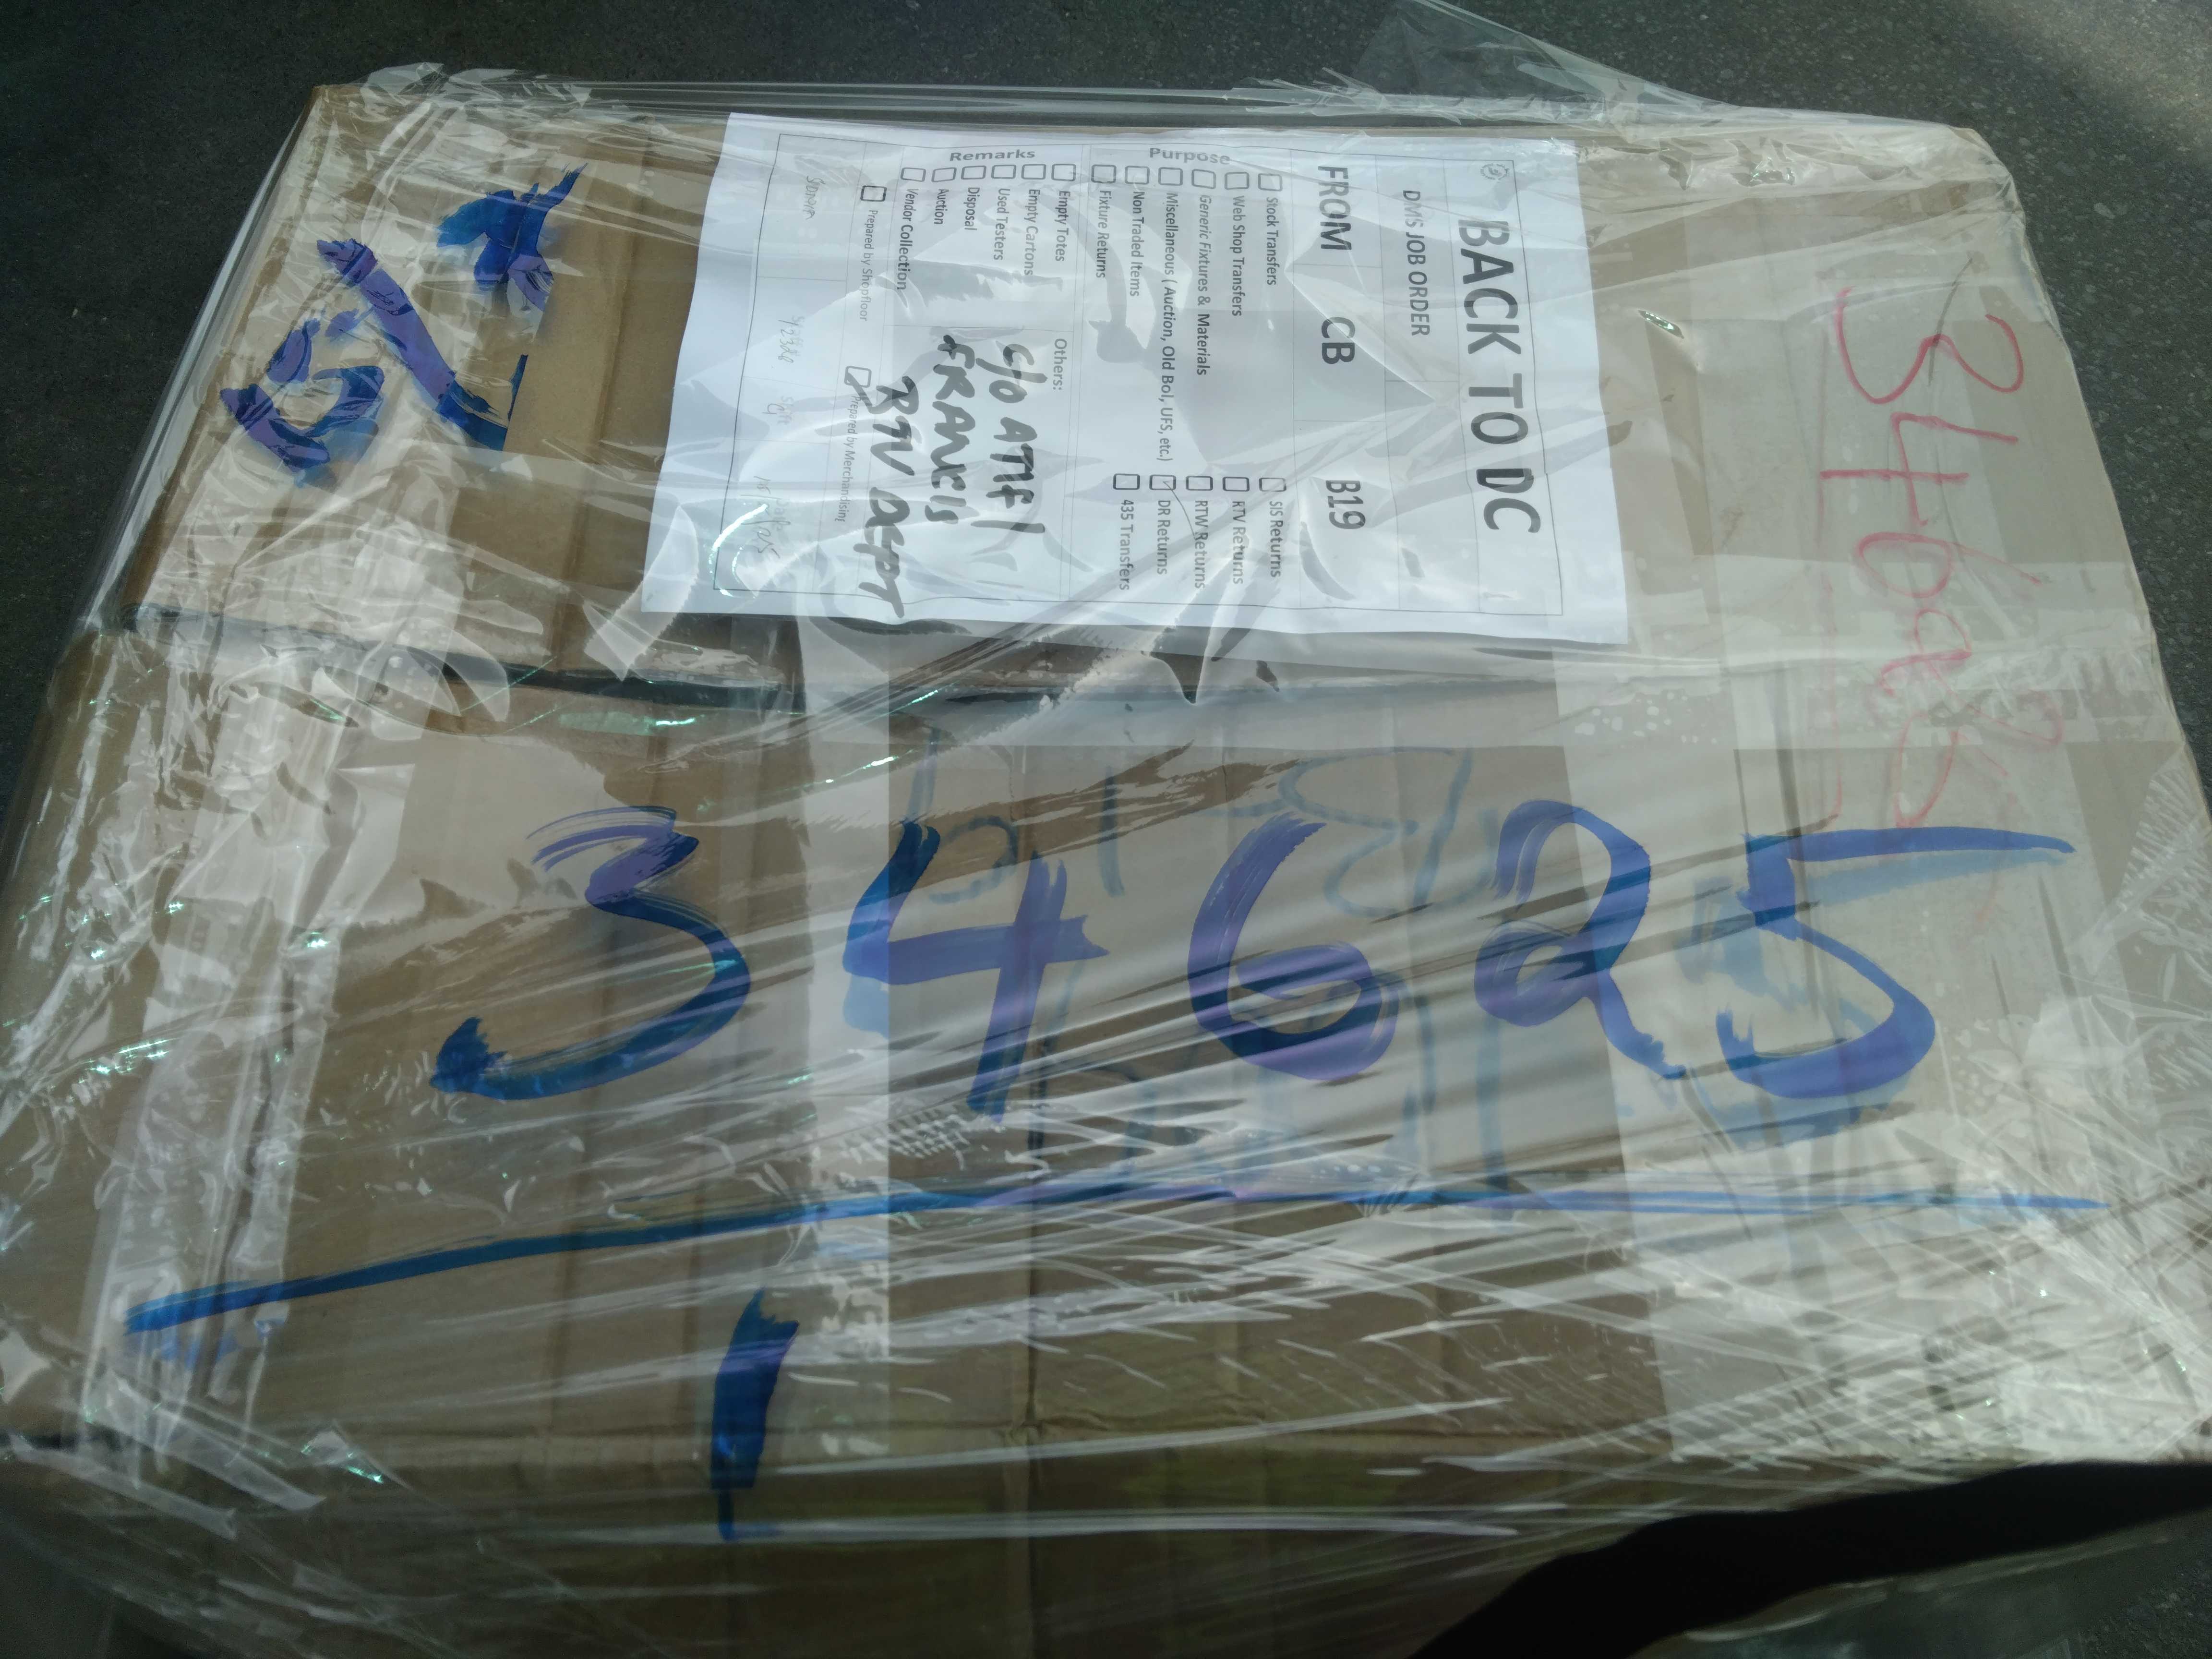 BACK TO DC
DMS JOB ORDER
FROM CB B19
Purpose
Stock Transfers
SIS Returns
Web Shop Transfers
RTV Returns
Generic Fixtures & Materials
RTW Returns
Miscellaneous (Auction, Old Bol, UFS, etc.)
DR Returns
Non Traded Items
435 Transfers
Fixture Returns
Remarks
Empty Totes
Empty Cartons
Used Testers
Disposal
Auction
Vendor Collection
Others:
C/O ATIF/
FRANCIS
RTV DEPT
Prepared by Shopfloor
Prepared by Merchandising
34625
34625
1